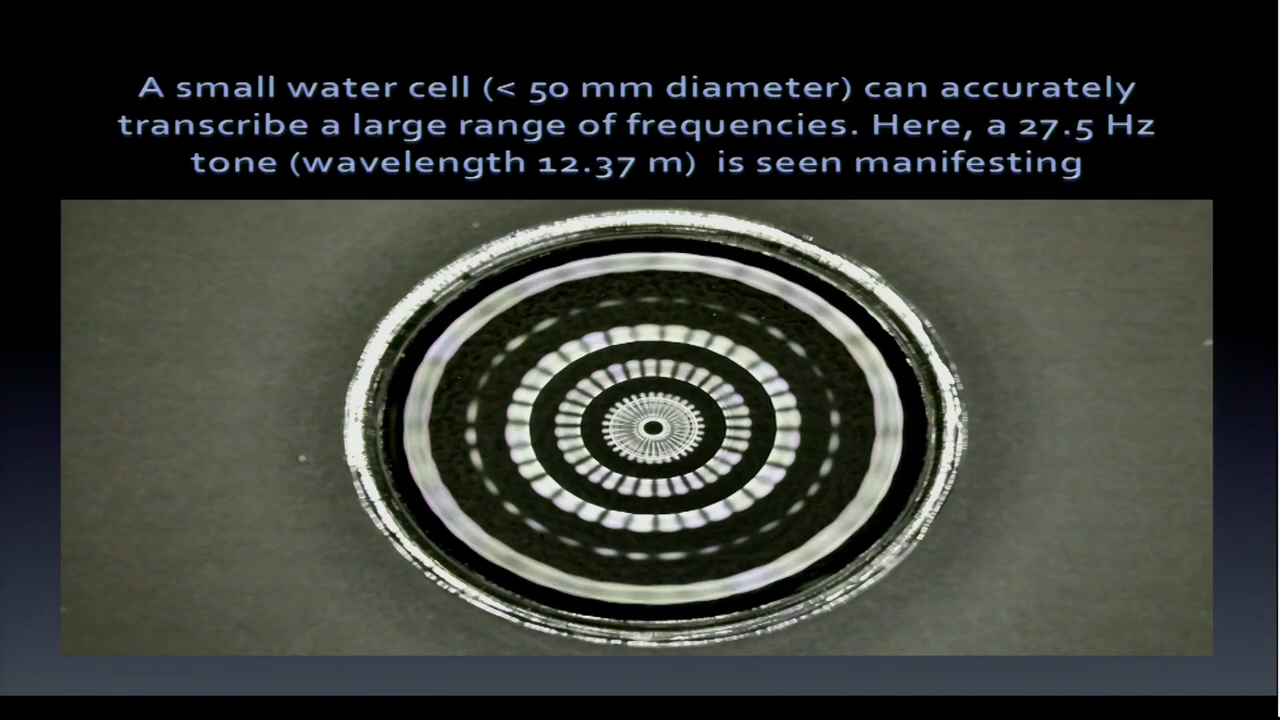 A small water cell (< 50 mm diameter) can accurately
transcribe a large range of frequencies. Here, a 27.5 Hz
tone (wavelength 12.37 m) is seen manifesting